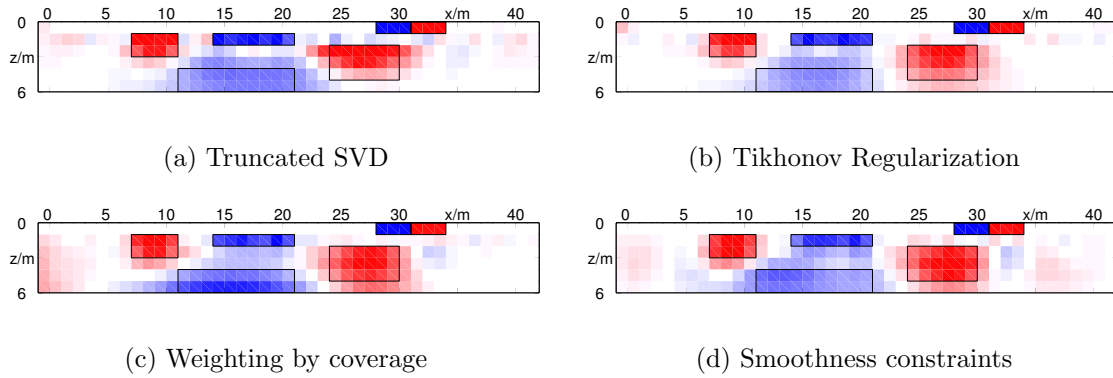 0 5 10 15 20 25 30 x/m 40
0
z/m
6
(a) Truncated SVD
0 5 10 15 20 25 30 x/m 40
0
z/m
6
(b) Tikhonov Regularization
0 5 10 15 20 25 30 x/m 40
0
z/m
6
(c) Weighting by coverage
0 5 10 15 20 25 30 x/m 40
0
z/m
6
(d) Smoothness constraints